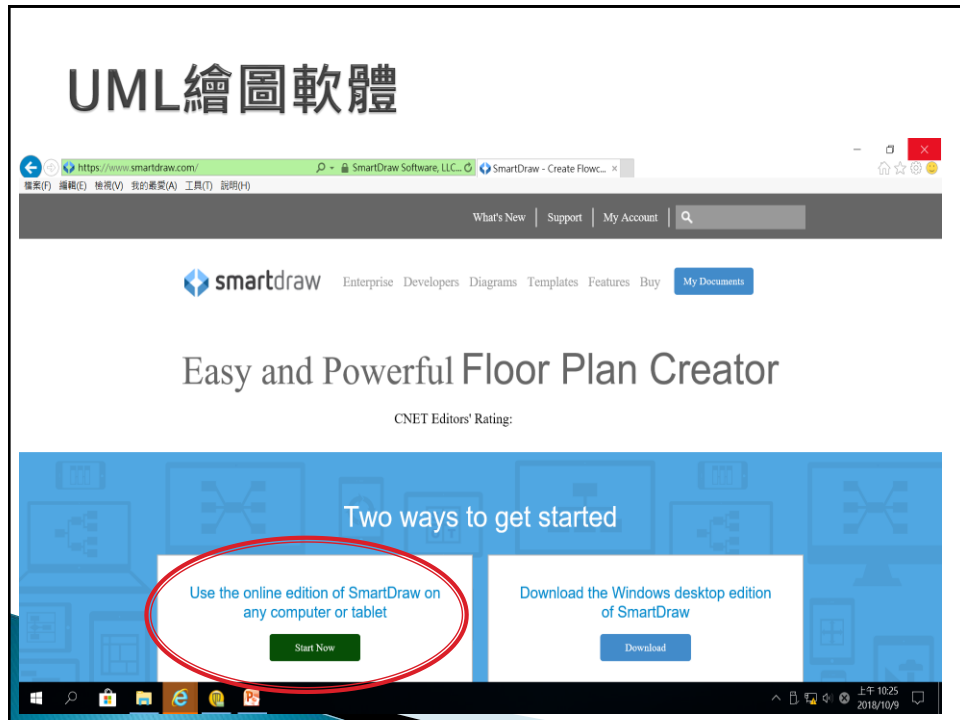 UML繪圖軟體
https://www.smartdraw.com/
SmartDraw Software, LLC...
SmartDraw - Create Flowc...
檔案(F) 編輯(E) 檢視(V) 我的最愛(A) 工具(T) 說明(H)
What's New Support My Account
smartdraw Enterprise Developers Diagrams Templates Features Buy My Documents
Easy and Powerful Floor Plan Creator
CNET Editors' Rating:
Two ways to get started
Use the online edition of SmartDraw on
any computer or tablet
Start Now
Download the Windows desktop edition
of SmartDraw
Download
上午 10:25
2018/10/9